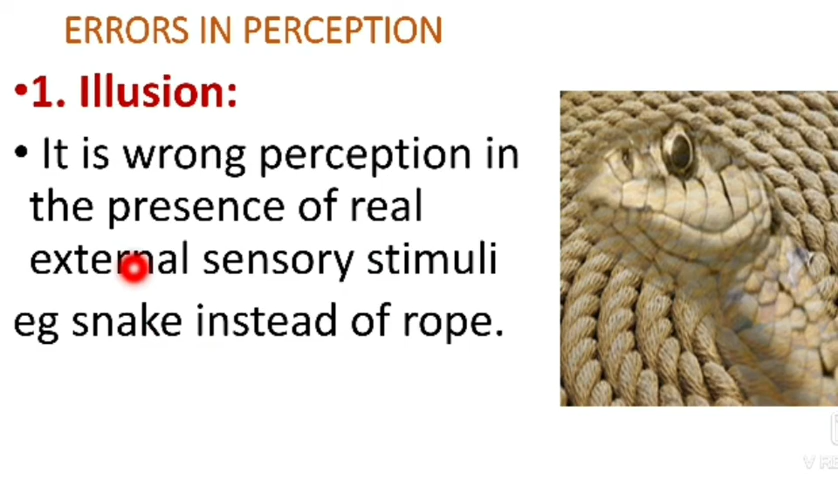 ERRORS IN PERCEPTION
•1. Illusion:
• It is wrong perception in
the presence of real
external sensory stimuli
eg snake instead of rope.